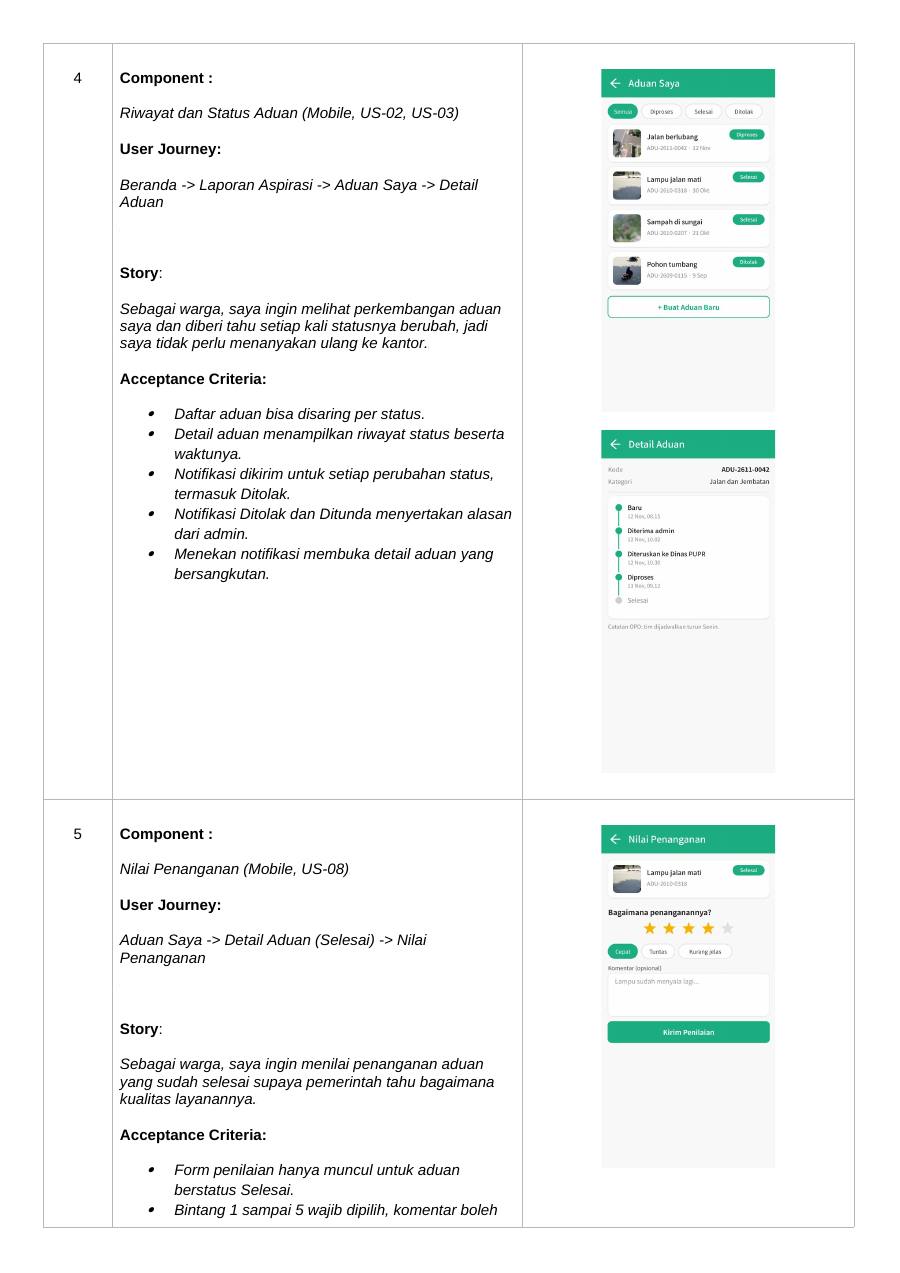 4
Component :
Riwayat dan Status Aduan (Mobile, US-02, US-03)
User Journey:
Beranda -> Laporan Aspirasi -> Aduan Saya -> Detail
Aduan
Story:
Sebagai warga, saya ingin melihat perkembangan aduan
saya dan diberi tahu setiap kali statusnya berubah, jadi
saya tidak perlu menanyakan ulang ke kantor.
Acceptance Criteria:
• Daftar aduan bisa disaring per status.
• Detail aduan menampilkan riwayat status beserta
waktunya.
• Notifikasi dikirim untuk setiap perubahan status,
termasuk Ditolak.
• Notifikasi Ditolak dan Ditunda menyertakan alasan
dari admin.
• Menekan notifikasi membuka detail aduan yang
bersangkutan.
← Aduan Saya
Semua Diproses Selesai Ditolak
Jalan berlubang Diproses
ADU-2611-0042 · 12 Nov
Lampu jalan mati Selesai
ADU-2610-0318 · 30 Okt
Sampah di sungai Selesai
ADU-2610-0207 · 21 Okt
Pohon tumbang Ditolak
ADU-2609-0115 · 9 Sep
+ Buat Aduan Baru
← Detail Aduan
Kode ADU-2611-0042
Kategori Jalan dan Jembatan
Baru
12 Nov, 08.15
Diterima admin
12 Nov, 10.02
Diteruskan ke Dinas PUPR
12 Nov, 10.30
Diproses
13 Nov, 09.12
Selesai
Catatan OPD: tim dijadwalkan turun Senin.
5
Component :
Nilai Penanganan (Mobile, US-08)
User Journey:
Aduan Saya -> Detail Aduan (Selesai) -> Nilai
Penanganan
Story:
Sebagai warga, saya ingin menilai penanganan aduan
yang sudah selesai supaya pemerintah tahu bagaimana
kualitas layanannya.
Acceptance Criteria:
• Form penilaian hanya muncul untuk aduan
berstatus Selesai.
• Bintang 1 sampai 5 wajib dipilih, komentar boleh
← Nilai Penanganan
Lampu jalan mati Selesai
ADU-2610-0318
Bagaimana penanganannya?
Cepat Tuntas Kurang jelas
Komentar (opsional)
Lampu sudah menyala lagi...
Kirim Penilaian